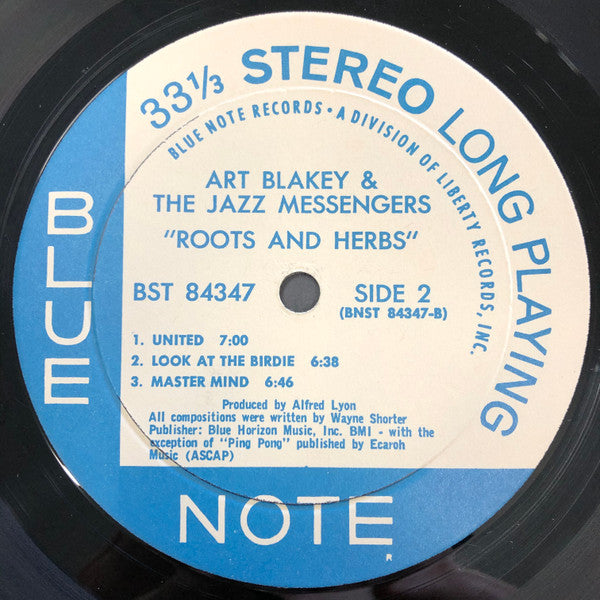 33⅓ STEREO LONG PLAYING
BLUE NOTE RECORDS • A DIVISION OF LIBERTY RECORDS, INC.
ART BLAKEY &
THE JAZZ MESSENGERS
"ROOTS AND HERBS"
BST 84347 SIDE 2
(BNST 84347-B)
1. UNITED 7:00
2. LOOK AT THE BIRDIE 6:38
3. MASTER MIND 6:46
Produced by Alfred Lyon
All compositions were written by Wayne Shorter
Publisher: Blue Horizon Music, Inc. BMI - with the
exception of "Ping Pong" published by Ecaroh
Music (ASCAP)
BLUE
NOTE
R